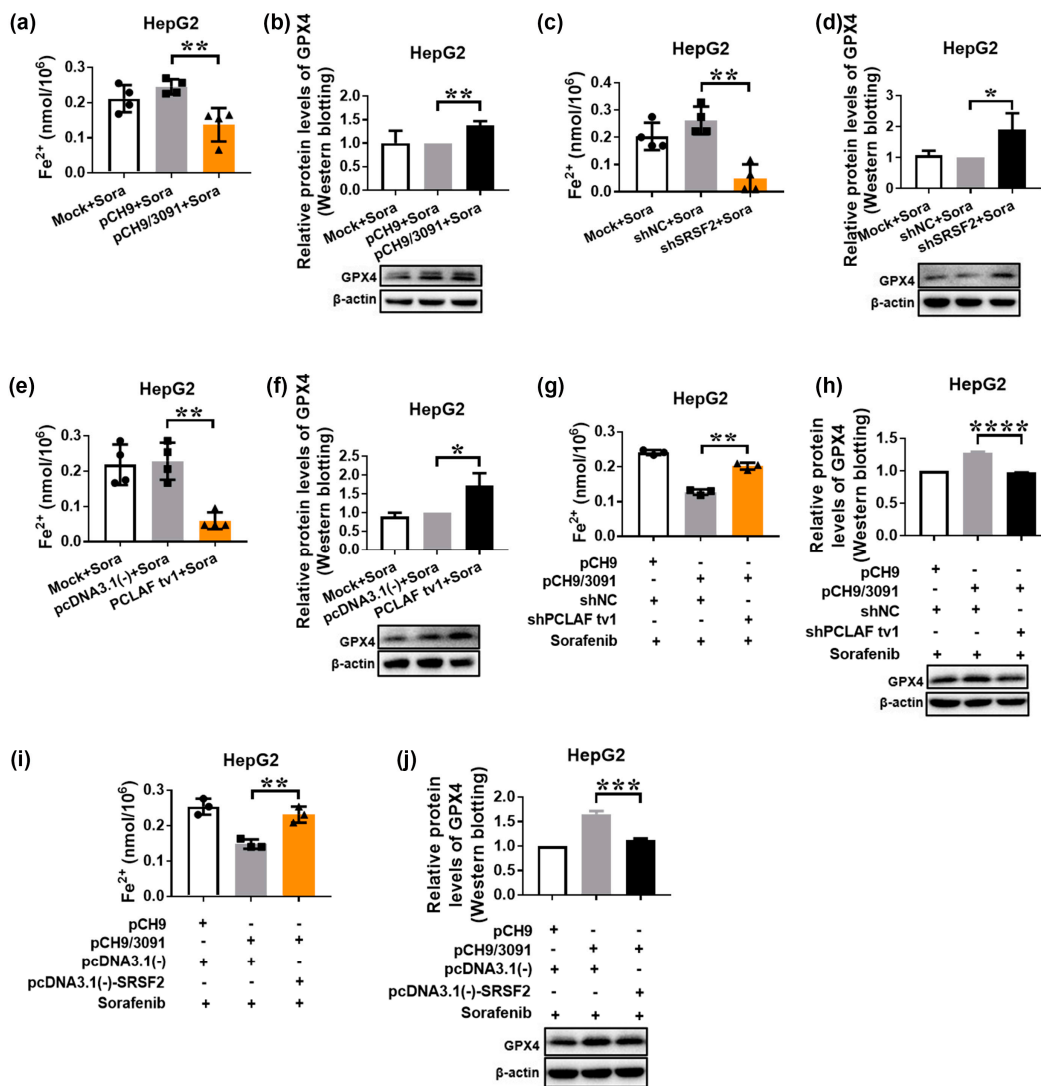 (a)
HepG2
Fe2+ (nmol/10⁶)
0.3
0.2
0.1
0.0
**
Mock+Sora
pCH9+Sora
pCH9/3091+Sora
(b)
Relative protein levels of GPX4
(Western blotting)
HepG2
2.0
1.5
1.0
0.5
0.0
**
Mock+Sora
pCH9+Sora
pCH9/3091+Sora
GPX4
β-actin
(c)
HepG2
Fe2+ (nmol/10⁶)
0.4
0.3
0.2
0.1
0.0
**
Mock+Sora
shNC+Sora
shSRSF2+Sora
(d)
Relative protein levels of GPX4
(Western blotting)
HepG2
3
2
1
0
*
Mock+Sora
shNC+Sora
shSRSF2+Sora
GPX4
β-actin
(e)
HepG2
Fe2+ (nmol/10⁶)
0.3
0.2
0.1
0.0
**
Mock+Sora
pcDNA3.1(-)+Sora
PCLAF tv1+Sora
(f)
Relative protein levels of GPX4
(Western blotting)
HepG2
2.5
2.0
1.5
1.0
0.5
0.0
*
Mock+Sora
pcDNA3.1(-)+Sora
PCLAF tv1+Sora
GPX4
β-actin
(g)
HepG2
Fe2+ (nmol/10⁶)
0.3
0.2
0.1
0.0
**
pCH9 + - -
pCH9/3091 - + +
shNC + + -
shPCLAF tv1 - - +
Sorafenib + + +
(h)
HepG2
Relative protein
levels of GPX4
(Western blotting)
1.5
1.0
0.5
0.0
****
pCH9 + - -
pCH9/3091 - + +
shNC + + -
shPCLAF tv1 - - +
Sorafenib + + +
GPX4
β-actin
(i)
HepG2
Fe2+ (nmol/10⁶)
0.3
0.2
0.1
0.0
**
pCH9 + - -
pCH9/3091 - + +
pcDNA3.1(-) + + -
pcDNA3.1(-)-SRSF2 - - +
Sorafenib + + +
(j)
HepG2
Relative protein
levels of GPX4
(Western blotting)
2.0
1.5
1.0
0.5
0.0
***
pCH9 + - -
pCH9/3091 - + +
pcDNA3.1(-) + + -
pcDNA3.1(-)-SRSF2 - - +
Sorafenib + + +
GPX4
β-actin